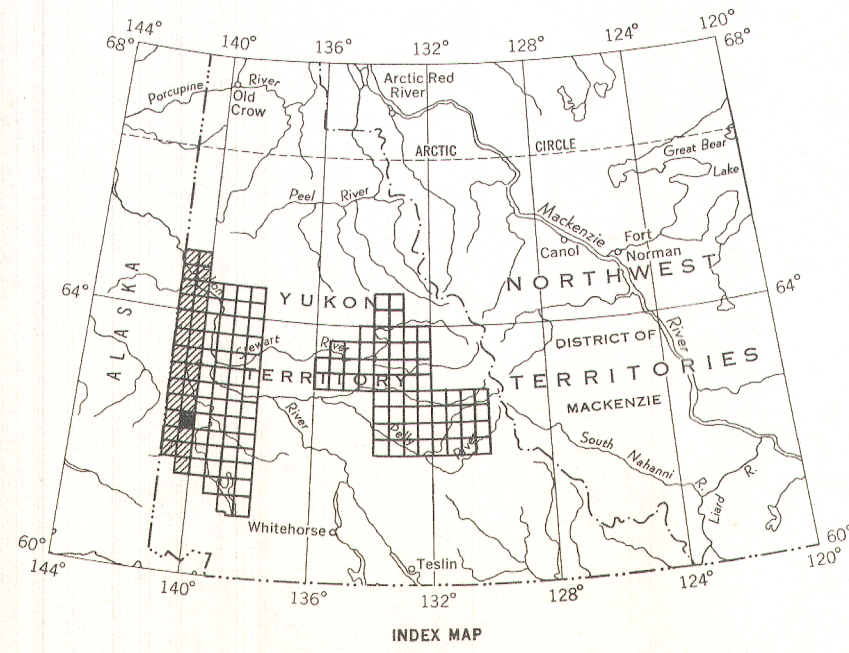 144° 140° 136° 132° 128° 124° 120°
68° 68°
Porcupine River
Old
Crow
Arctic Red
River
ARCTIC CIRCLE
Great Bear
Lake
Peel River
Mackenzie
Canol
Fort
Norman
NORTHWEST
YUKON
64° 64°
ALASKA
Stewart River
DISTRICT OF
River
TERRITORY
TERRITORIES
MACKENZIE
River
Pelly River
South
Nahanni
R.
Liard R.
Whitehorse
Teslin
60° 60°
144° 140° 136° 132° 128° 124° 120°
INDEX MAP